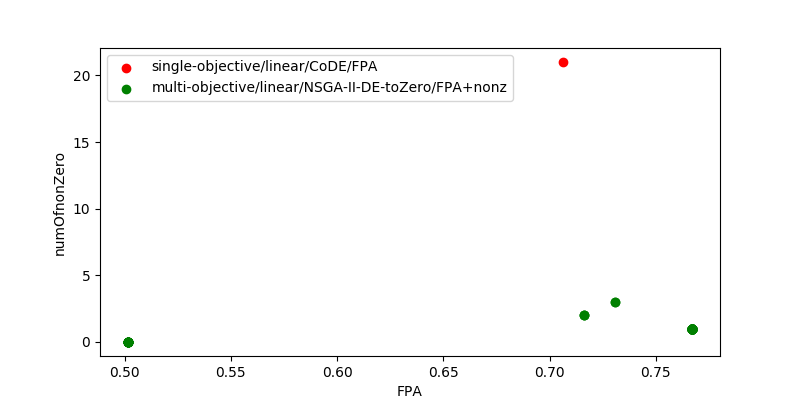 single-objective/linear/CoDE/FPA
multi-objective/linear/NSGA-II-DE-toZero/FPA+nonz
numOfnonZero
20
15
10
5
0
0.50 0.55 0.60 0.65 0.70 0.75
FPA